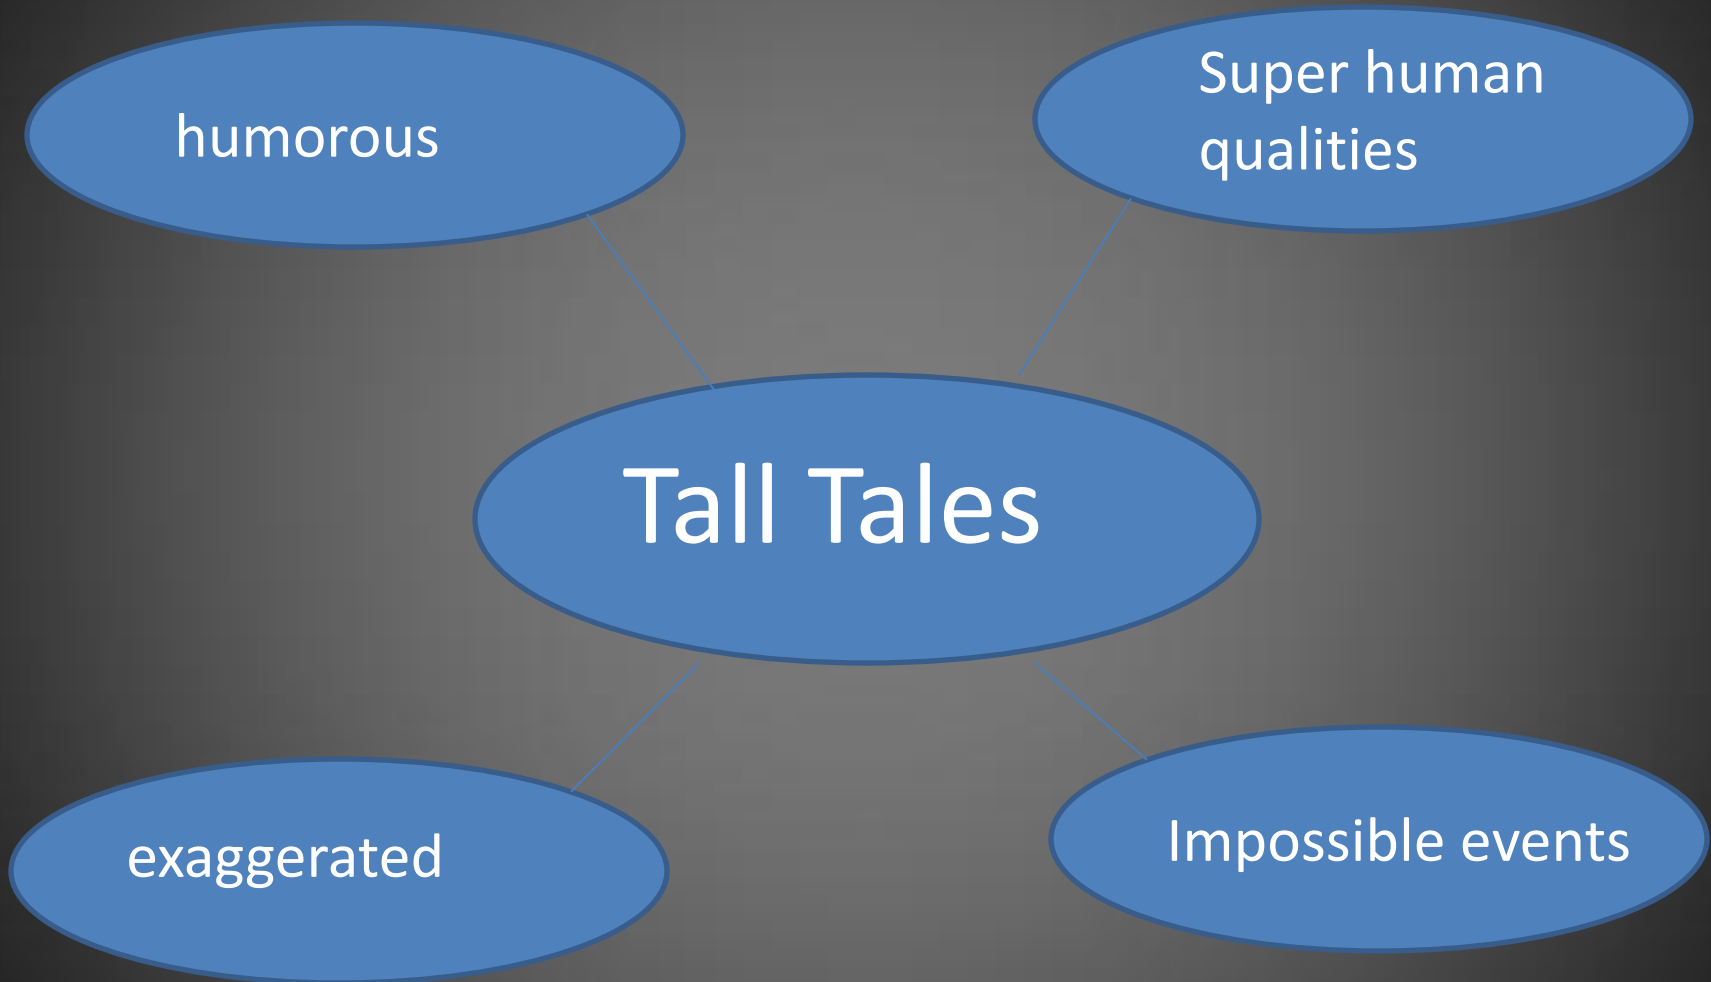 humorous
Super human
qualities
Tall Tales
exaggerated
Impossible events